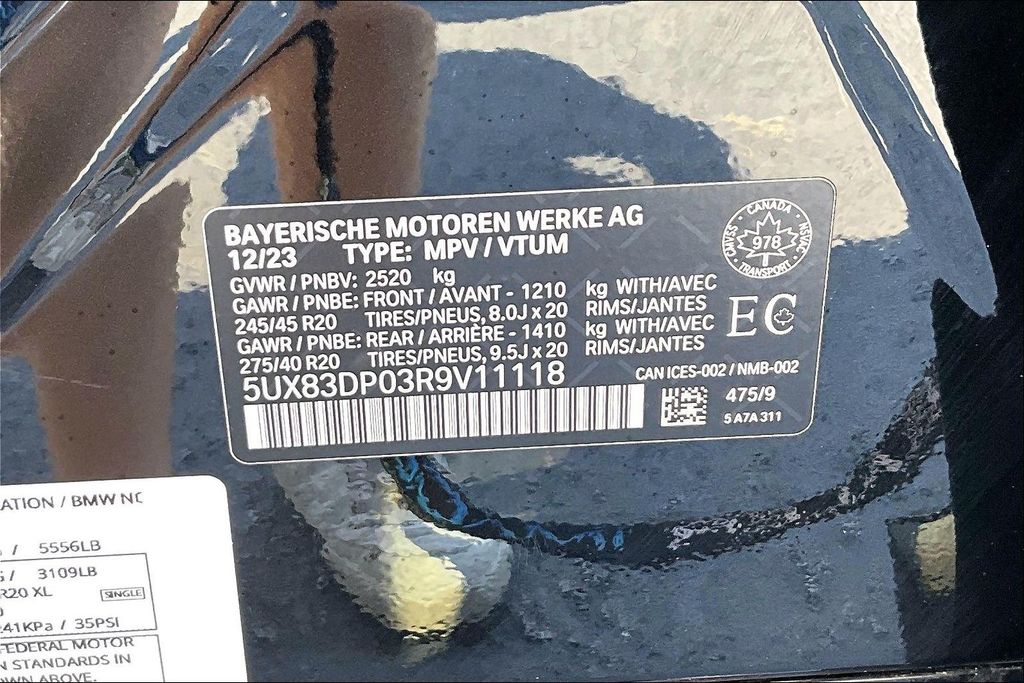 BAYERISCHE MOTOREN WERKE AG
12/23 TYPE: MPV / VTUM
GVWR / PNBV: 2520 kg
GAWR / PNBE: FRONT / AVANT - 1210 kg WITH/AVEC
245/45 R20 TIRES/PNEUS, 8.0J x 20 RIMS/JANTES
GAWR / PNBE: REAR / ARRIÈRE - 1410 kg WITH/AVEC
275/40 R20 TIRES/PNEUS, 9.5J x 20 RIMS/JANTES
5UX83DP03R9V11118
CANADA
CMVSS
NSVAC
978
TRANSPORT
EC
CAN ICES-002 / NMB-002
475/9
5 A7A 311
ATION / BMW NC
/ 5556LB
/ 3109LB
R20 XL SINGLE
241KPa / 35PSI
FEDERAL MOTOR
N STANDARDS IN
WN ABOVE.